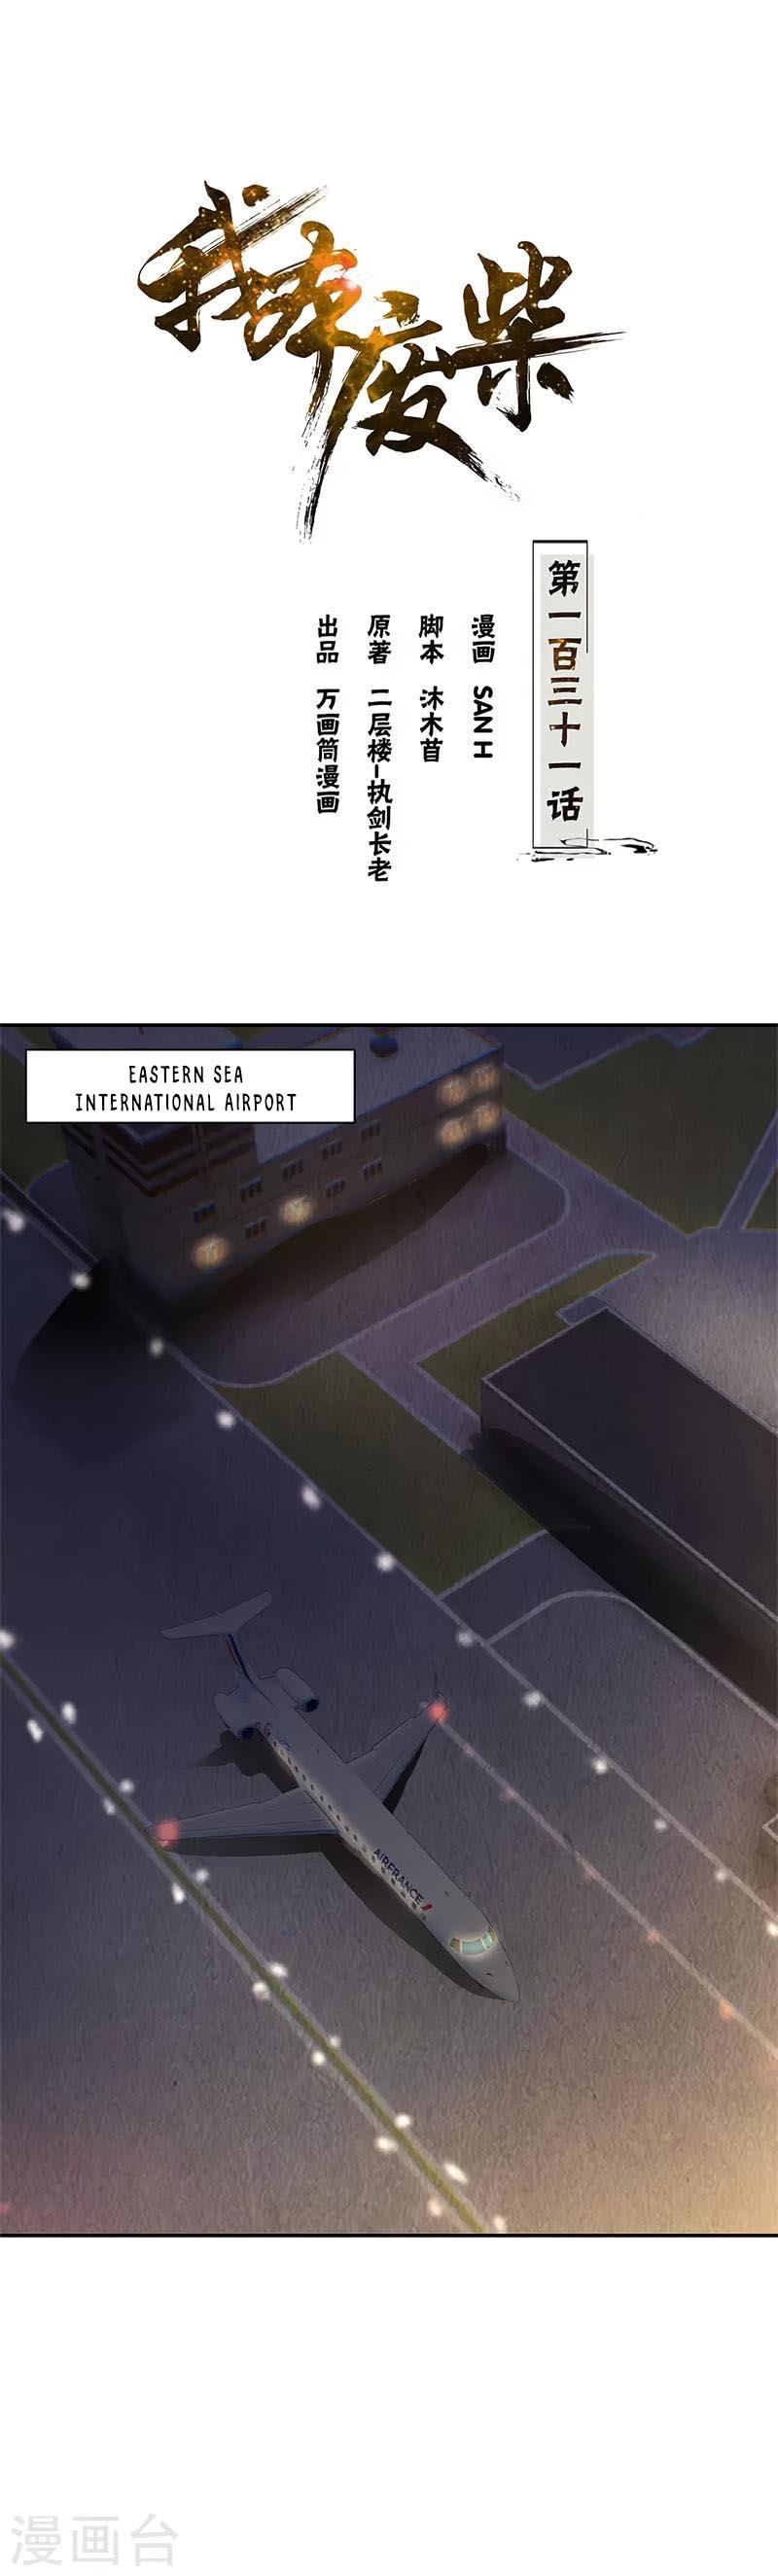 我本廢柴
第一百三十一话
漫画 SAN H
脚本 沐木苜
原著 二层楼-执剑长老
出品 万画筒漫画
EASTERN SEA
INTERNATIONAL AIRPORT
AIRFRANCE
漫画台